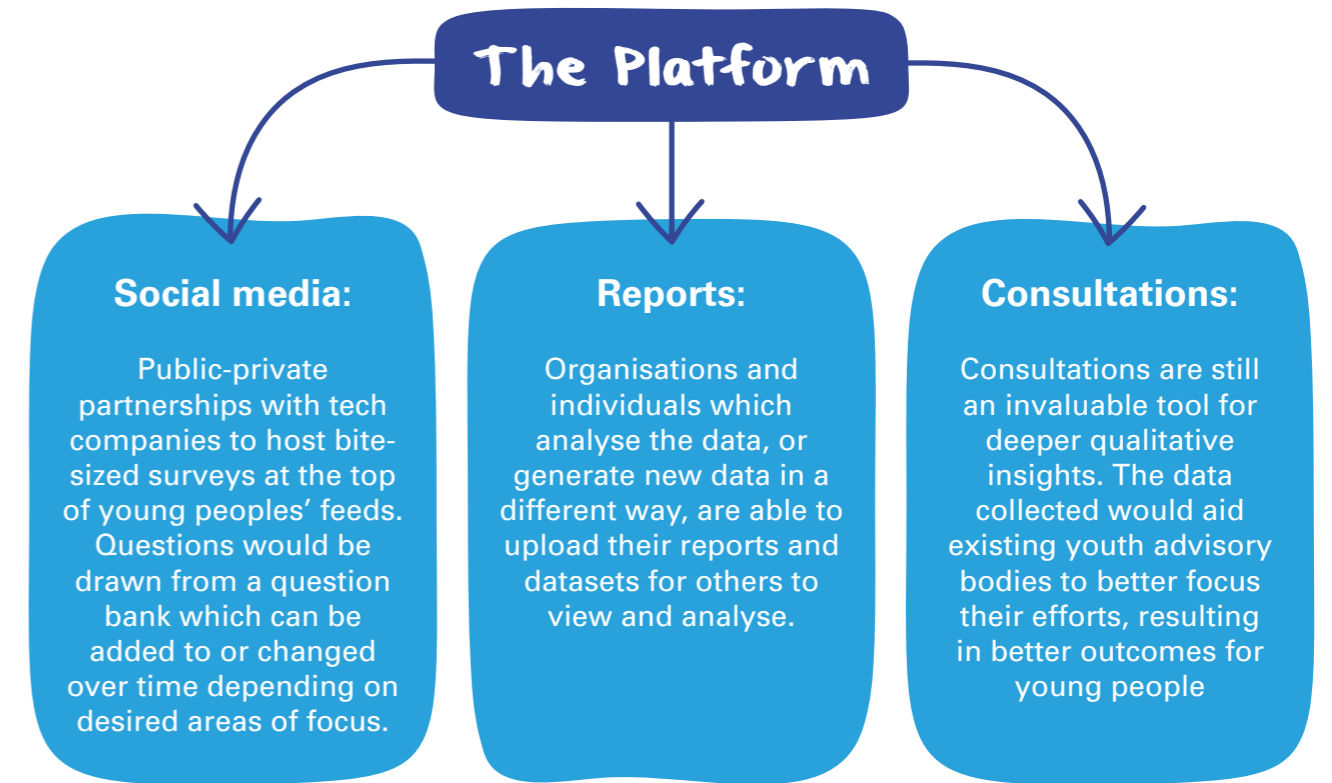 The Platform
Social media:
Public-private
partnerships with tech
companies to host bite-
sized surveys at the top
of young peoples’ feeds.
Questions would be
drawn from a question
bank which can be
added to or changed
over time depending on
desired areas of focus.
Reports:
Organisations and
individuals which
analyse the data, or
generate new data in a
different way, are able to
upload their reports and
datasets for others to
view and analyse.
Consultations:
Consultations are still
an invaluable tool for
deeper qualitative
insights. The data
collected would aid
existing youth advisory
bodies to better focus
their efforts, resulting
in better outcomes for
young people